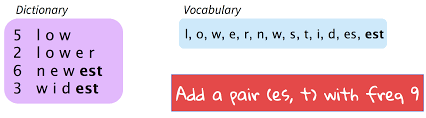 Dictionary
5 l o w
2 l o w e r
6 n e w est
3 w i d est
Vocabulary
l, o, w, e, r, n, w, s, t, i, d, es, est
Add a pair (es, t) with freq 9